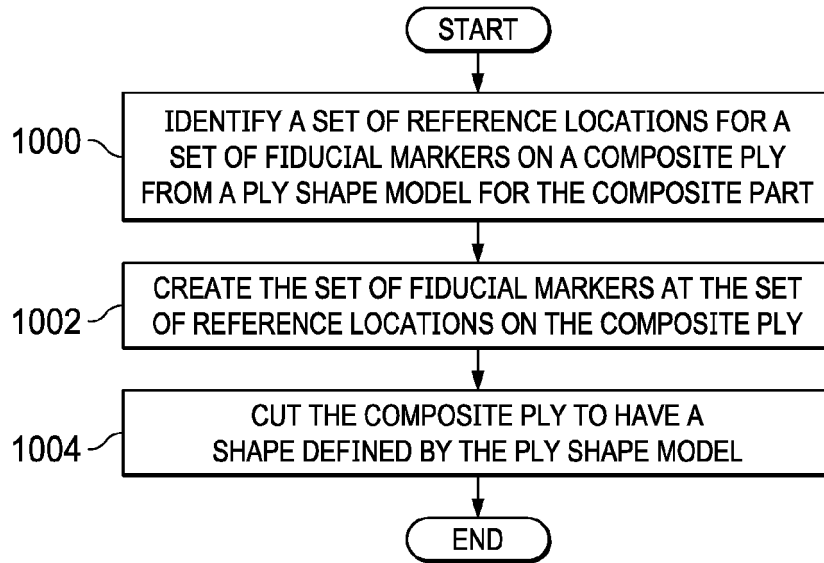 START
1000
IDENTIFY A SET OF REFERENCE LOCATIONS FOR A
SET OF FIDUCIAL MARKERS ON A COMPOSITE PLY
FROM A PLY SHAPE MODEL FOR THE COMPOSITE PART
1002
CREATE THE SET OF FIDUCIAL MARKERS AT THE SET
OF REFERENCE LOCATIONS ON THE COMPOSITE PLY
1004
CUT THE COMPOSITE PLY TO HAVE A
SHAPE DEFINED BY THE PLY SHAPE MODEL
END